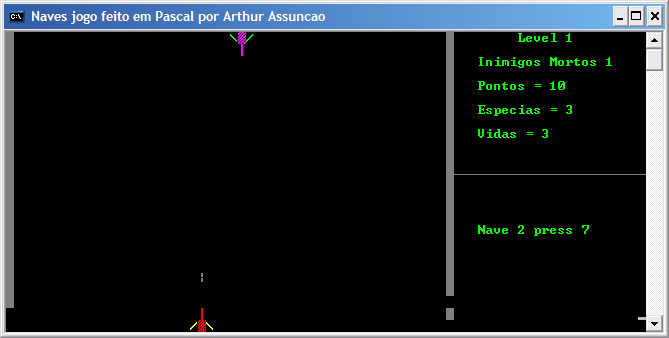 Naves jogo feito em Pascal por Arthur Assuncao
Level 1
Inimigos Mortos 1
Pontos = 10
Especias = 3
Vidas = 3
Nave 2 press 7